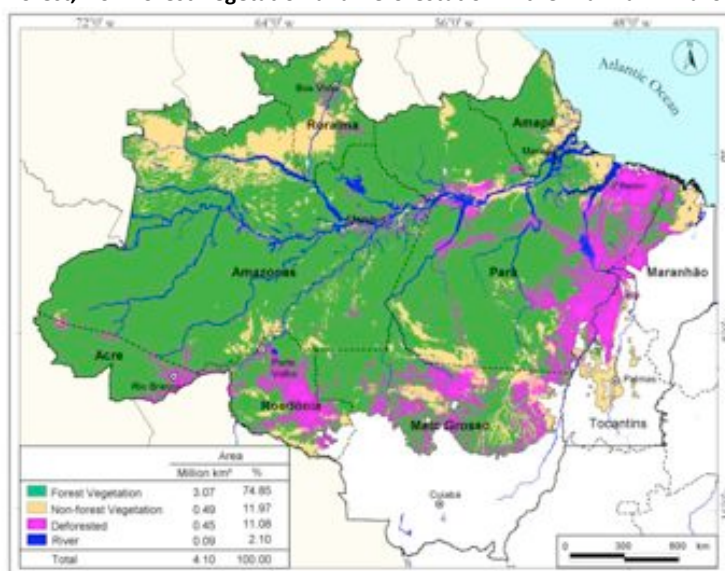 72°0' w 64°0' w 56°0' w 48°0' w
Atlantic Ocean
N
Boa Vista
Roraima
Amapá
Amazonas
Pará
Maranhão
Acre
Rio Branco
Porto Velho
Rondônia
Mato Grosso
Palmas
Tocantins
Cuiabá
Area
Million km² %
Forest Vegetation 3.07 74.85
Non-forest Vegetation 0.49 11.97
Deforested 0.45 11.08
River 0.09 2.10
Total 4.10 100.00
0 300 600
km